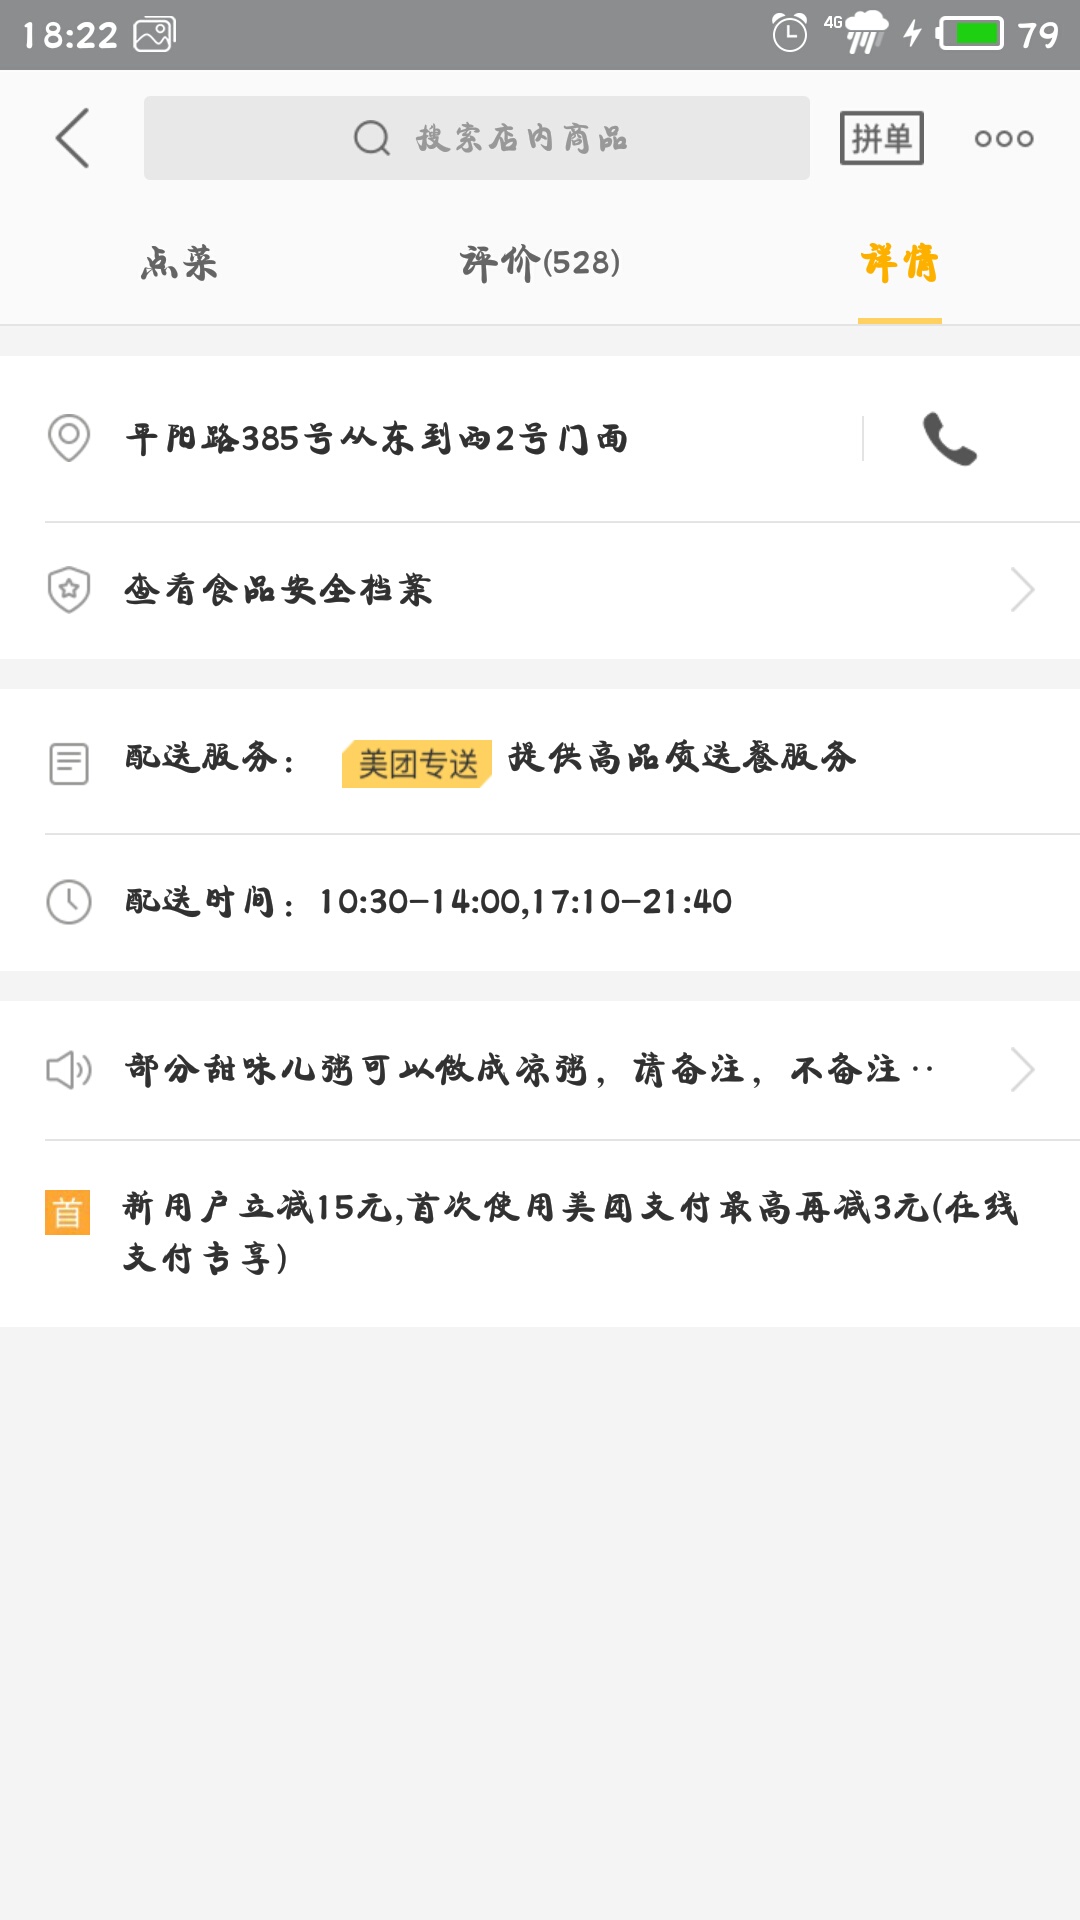 18:22 4G 79
搜索店内商品 拼单
点菜 评价(528) 详情
平阳路385号从东到西2号门面
查看食品安全档案
配送服务： 美团专送 提供高品质送餐服务
配送时间：10:30-14:00,17:10-21:40
部分甜味儿粥可以做成凉粥，请备注，不备注··
首 新用户立减15元,首次使用美团支付最高再减3元(在线
支付专享)